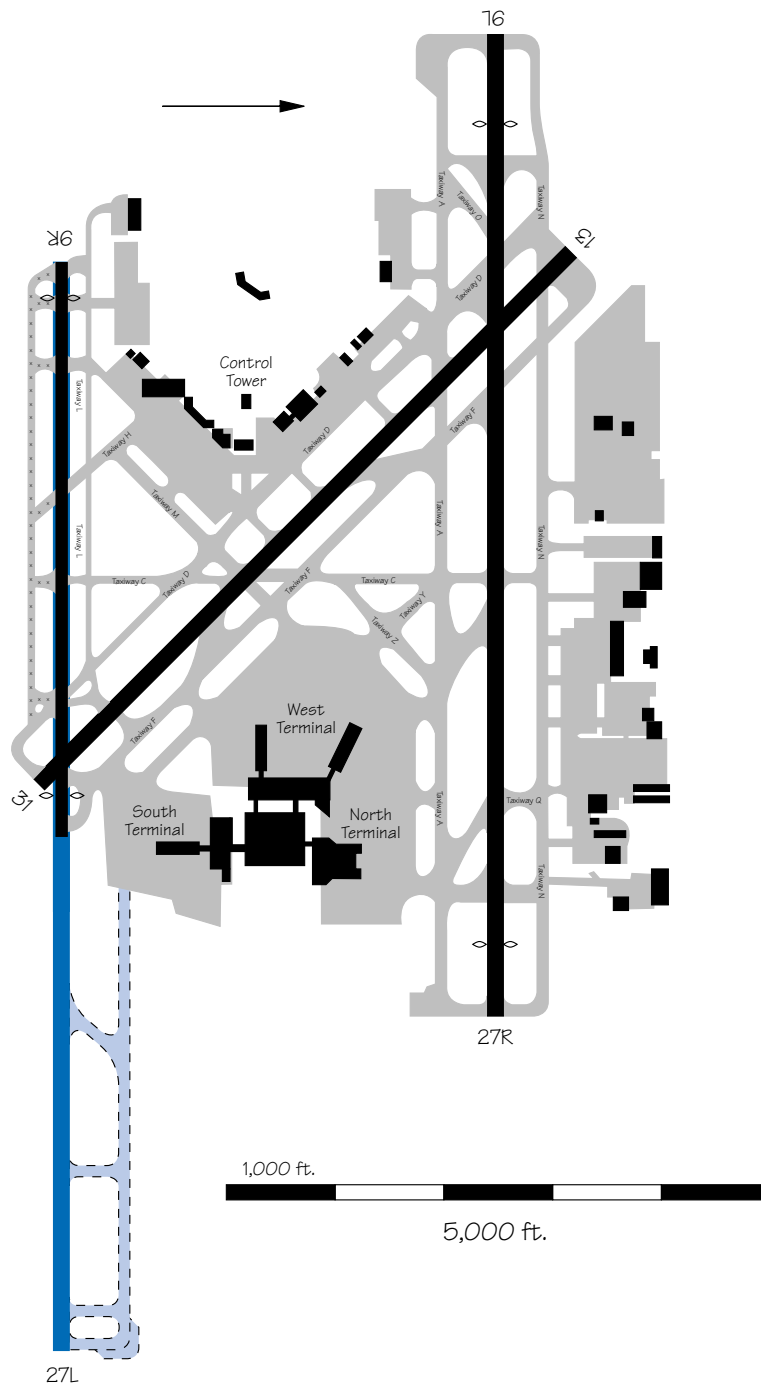 9L
9R
13
Taxiway A
Taxiway O
Taxiway N
Taxiway D
Control
Tower
Taxiway L
Taxiway F
Taxiway D
Taxiway H
Taxiway M
Taxiway A
Taxiway N
Taxiway L
Taxiway C
Taxiway D
Taxiway F
Taxiway C
Taxiway Y
Taxiway Z
West
Terminal
Taxiway F
31
South
Terminal
North
Terminal
Taxiway A
Taxiway Q
Taxiway N
27R
1,000 ft.
5,000 ft.
27L